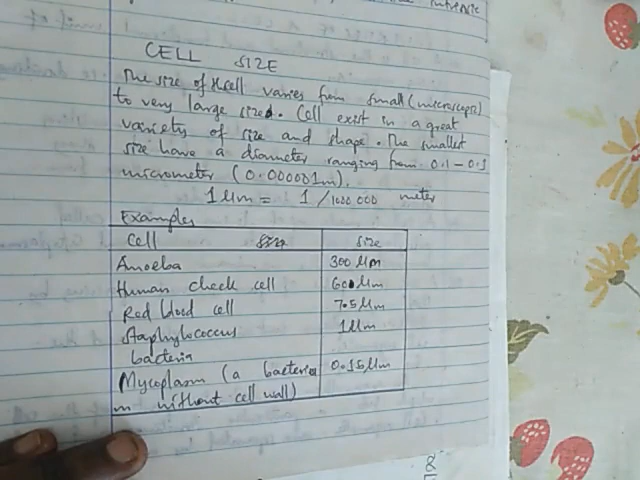 CELL SIZE
The size of the cell varies from small (microscopic)
to very large sized. Cell exist in a great
variety of size and shape. The smallest
size have a diameter ranging from 0.1 - 0.5
micrometer (0.000001m).
1 μm = 1/1000 000 meter
Examples
Cell size
Amoeba 300 μm
Human cheek cell 60 μm
Red blood cell 7.5 μm
Staphylococcus 1μm
bacteria
Mycoplasm (a bacteria 0.15μm
m without cell wall)
8